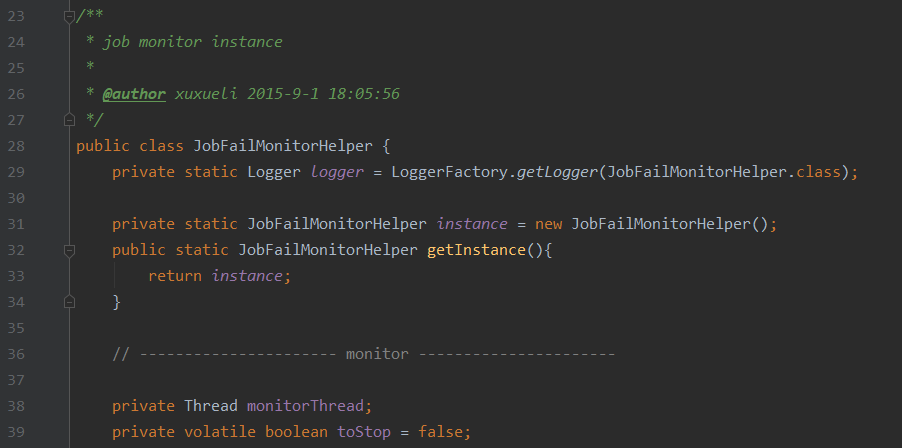 23 /**
24  * job monitor instance
25  *
26  * @author xuxueli 2015-9-1 18:05:56
27  */
28 public class JobFailMonitorHelper {
29     private static Logger logger = LoggerFactory.getLogger(JobFailMonitorHelper.class);
30
31     private static JobFailMonitorHelper instance = new JobFailMonitorHelper();
32     public static JobFailMonitorHelper getInstance(){
33         return instance;
34     }
35
36     // ---------------------- monitor ----------------------
37
38     private Thread monitorThread;
39     private volatile boolean toStop = false;